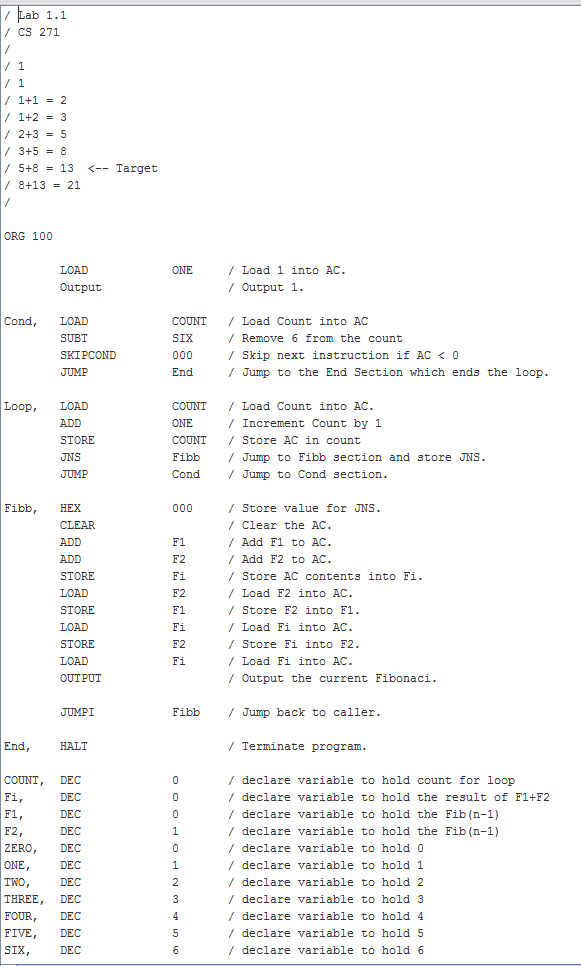 / Lab 1.1
/ CS 271
/
/ 1
/ 1
/ 1+1 = 2
/ 1+2 = 3
/ 2+3 = 5
/ 3+5 = 8
/ 5+8 = 13  <-- Target
/ 8+13 = 21
/
ORG 100
LOAD ONE / Load 1 into AC.
Output / Output 1.
Cond, LOAD COUNT / Load Count into AC
SUBT SIX / Remove 6 from the count
SKIPCOND 000 / Skip next instruction if AC < 0
JUMP End / Jump to the End Section which ends the loop.
Loop, LOAD COUNT / Load Count into AC.
ADD ONE / Increment Count by 1
STORE COUNT / Store AC in count
JNS Fibb / Jump to Fibb section and store JNS.
JUMP Cond / Jump to Cond section.
Fibb, HEX 000 / Store value for JNS.
CLEAR / Clear the AC.
ADD F1 / Add F1 to AC.
ADD F2 / Add F2 to AC.
STORE Fi / Store AC contents into Fi.
LOAD F2 / Load F2 into AC.
STORE F1 / Store F2 into F1.
LOAD Fi / Load Fi into AC.
STORE F2 / Store Fi into F2.
LOAD Fi / Load Fi into AC.
OUTPUT / Output the current Fibonaci.
JUMPI Fibb / Jump back to caller.
End, HALT / Terminate program.
COUNT, DEC 0 / declare variable to hold count for loop
Fi, DEC 0 / declare variable to hold the result of F1+F2
F1, DEC 0 / declare variable to hold the Fib(n-1)
F2, DEC 1 / declare variable to hold the Fib(n-1)
ZERO, DEC 0 / declare variable to hold 0
ONE, DEC 1 / declare variable to hold 1
TWO, DEC 2 / declare variable to hold 2
THREE, DEC 3 / declare variable to hold 3
FOUR, DEC 4 / declare variable to hold 4
FIVE, DEC 5 / declare variable to hold 5
SIX, DEC 6 / declare variable to hold 6